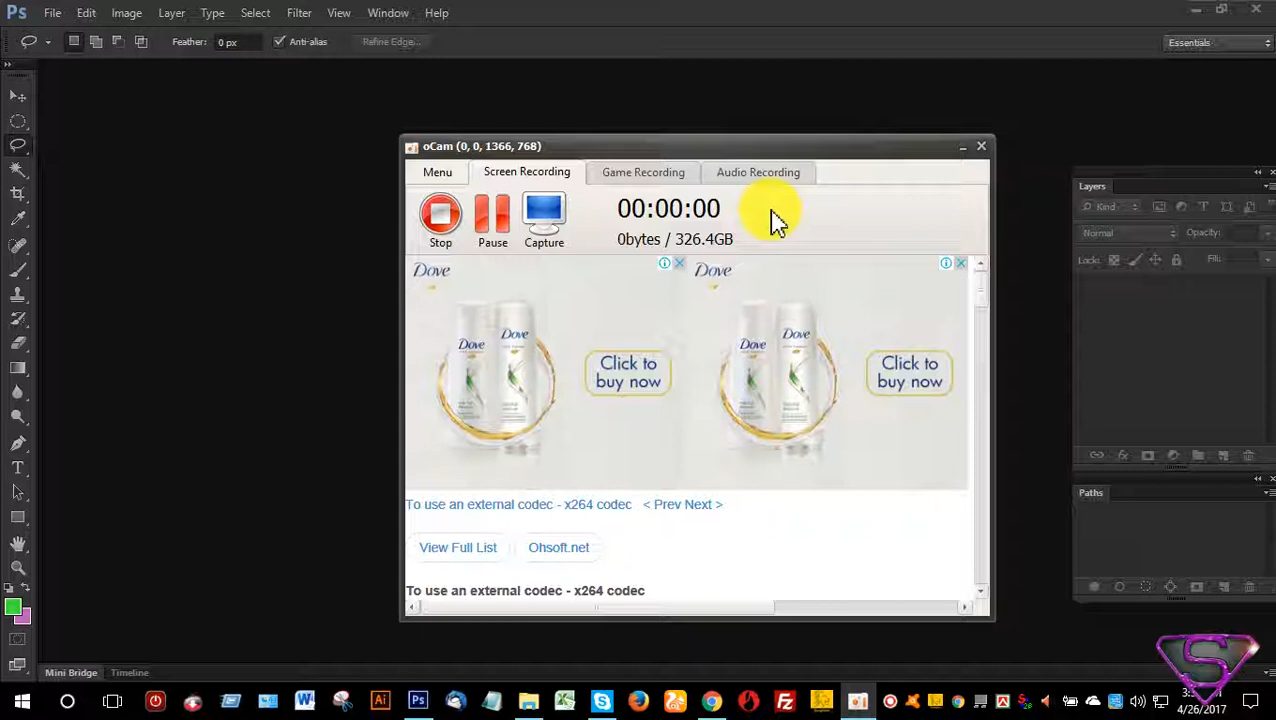 Ps File Edit Image Layer Type Select Filter View Window Help
Feather: 0 px Anti-alias Refine Edge... Essentials
oCam (0, 0, 1366, 768)
Menu Screen Recording Game Recording Audio Recording
00:00:00
Stop Pause Capture 0bytes / 326.4GB
Layers
Kind
Normal Opacity:
Lock: Fill:
Dove Dove
Dove Dove Dove Dove
Click to buy now
Click to buy now
To use an external codec - x264 codec < Prev Next >
Paths
View Full List Ohsoft.net
To use an external codec - x264 codec
Mini Bridge Timeline
S
Ai Ps
4/26/2017